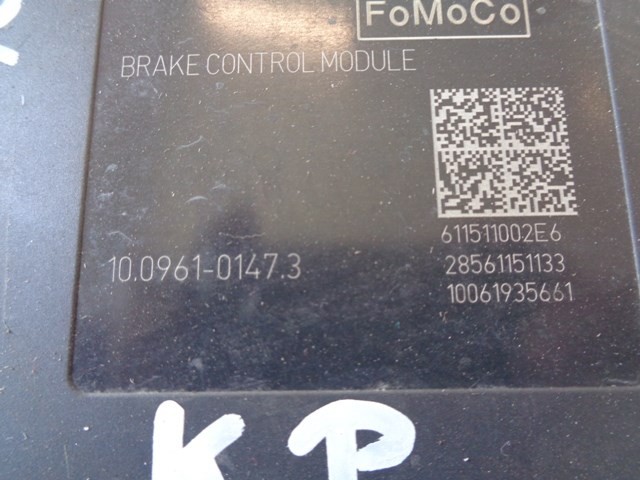 FoMoCo
BRAKE CONTROL MODULE
611511002E6
10.0961-0147.3
28561151133
10061935661
KP